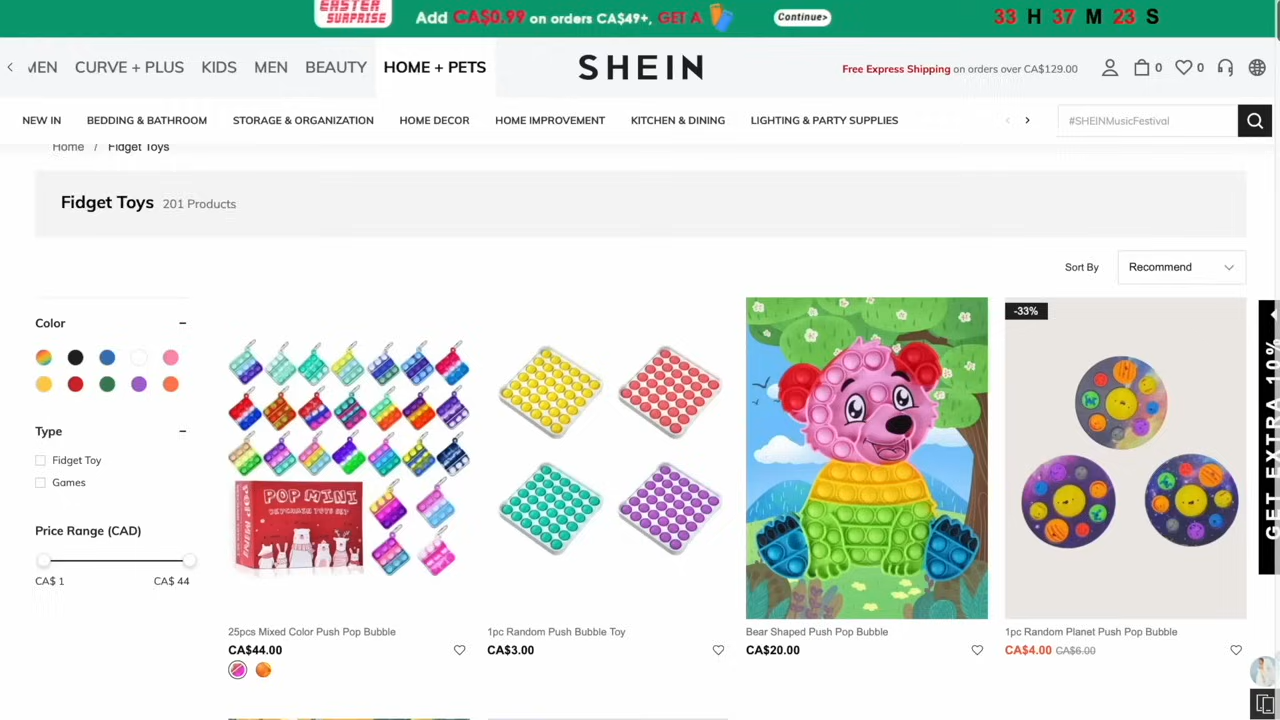 EASTER
SURPRISE
Add CA$0.99 on orders CA$49+, GET A
Continue>
33 H 37 M 23 S
MEN
CURVE + PLUS
KIDS
MEN
BEAUTY
HOME + PETS
SHEIN
Free Express Shipping on orders over CA$129.00
0
0
NEW IN
BEDDING & BATHROOM
STORAGE & ORGANIZATION
HOME DECOR
HOME IMPROVEMENT
KITCHEN & DINING
LIGHTING & PARTY SUPPLIES
#SHEINMusicFestival
Home / Fidget Toys
Fidget Toys 201 Products
Sort By
Recommend
Color
Type
Fidget Toy
Games
Price Range (CAD)
CA$ 1
CA$ 44
POP MINI
KEYCHAIN TOYS SET
-33%
GET EXTRA 10%
25pcs Mixed Color Push Pop Bubble
CA$44.00
1pc Random Push Bubble Toy
CA$3.00
Bear Shaped Push Pop Bubble
CA$20.00
1pc Random Planet Push Pop Bubble
CA$4.00 CA$6.00